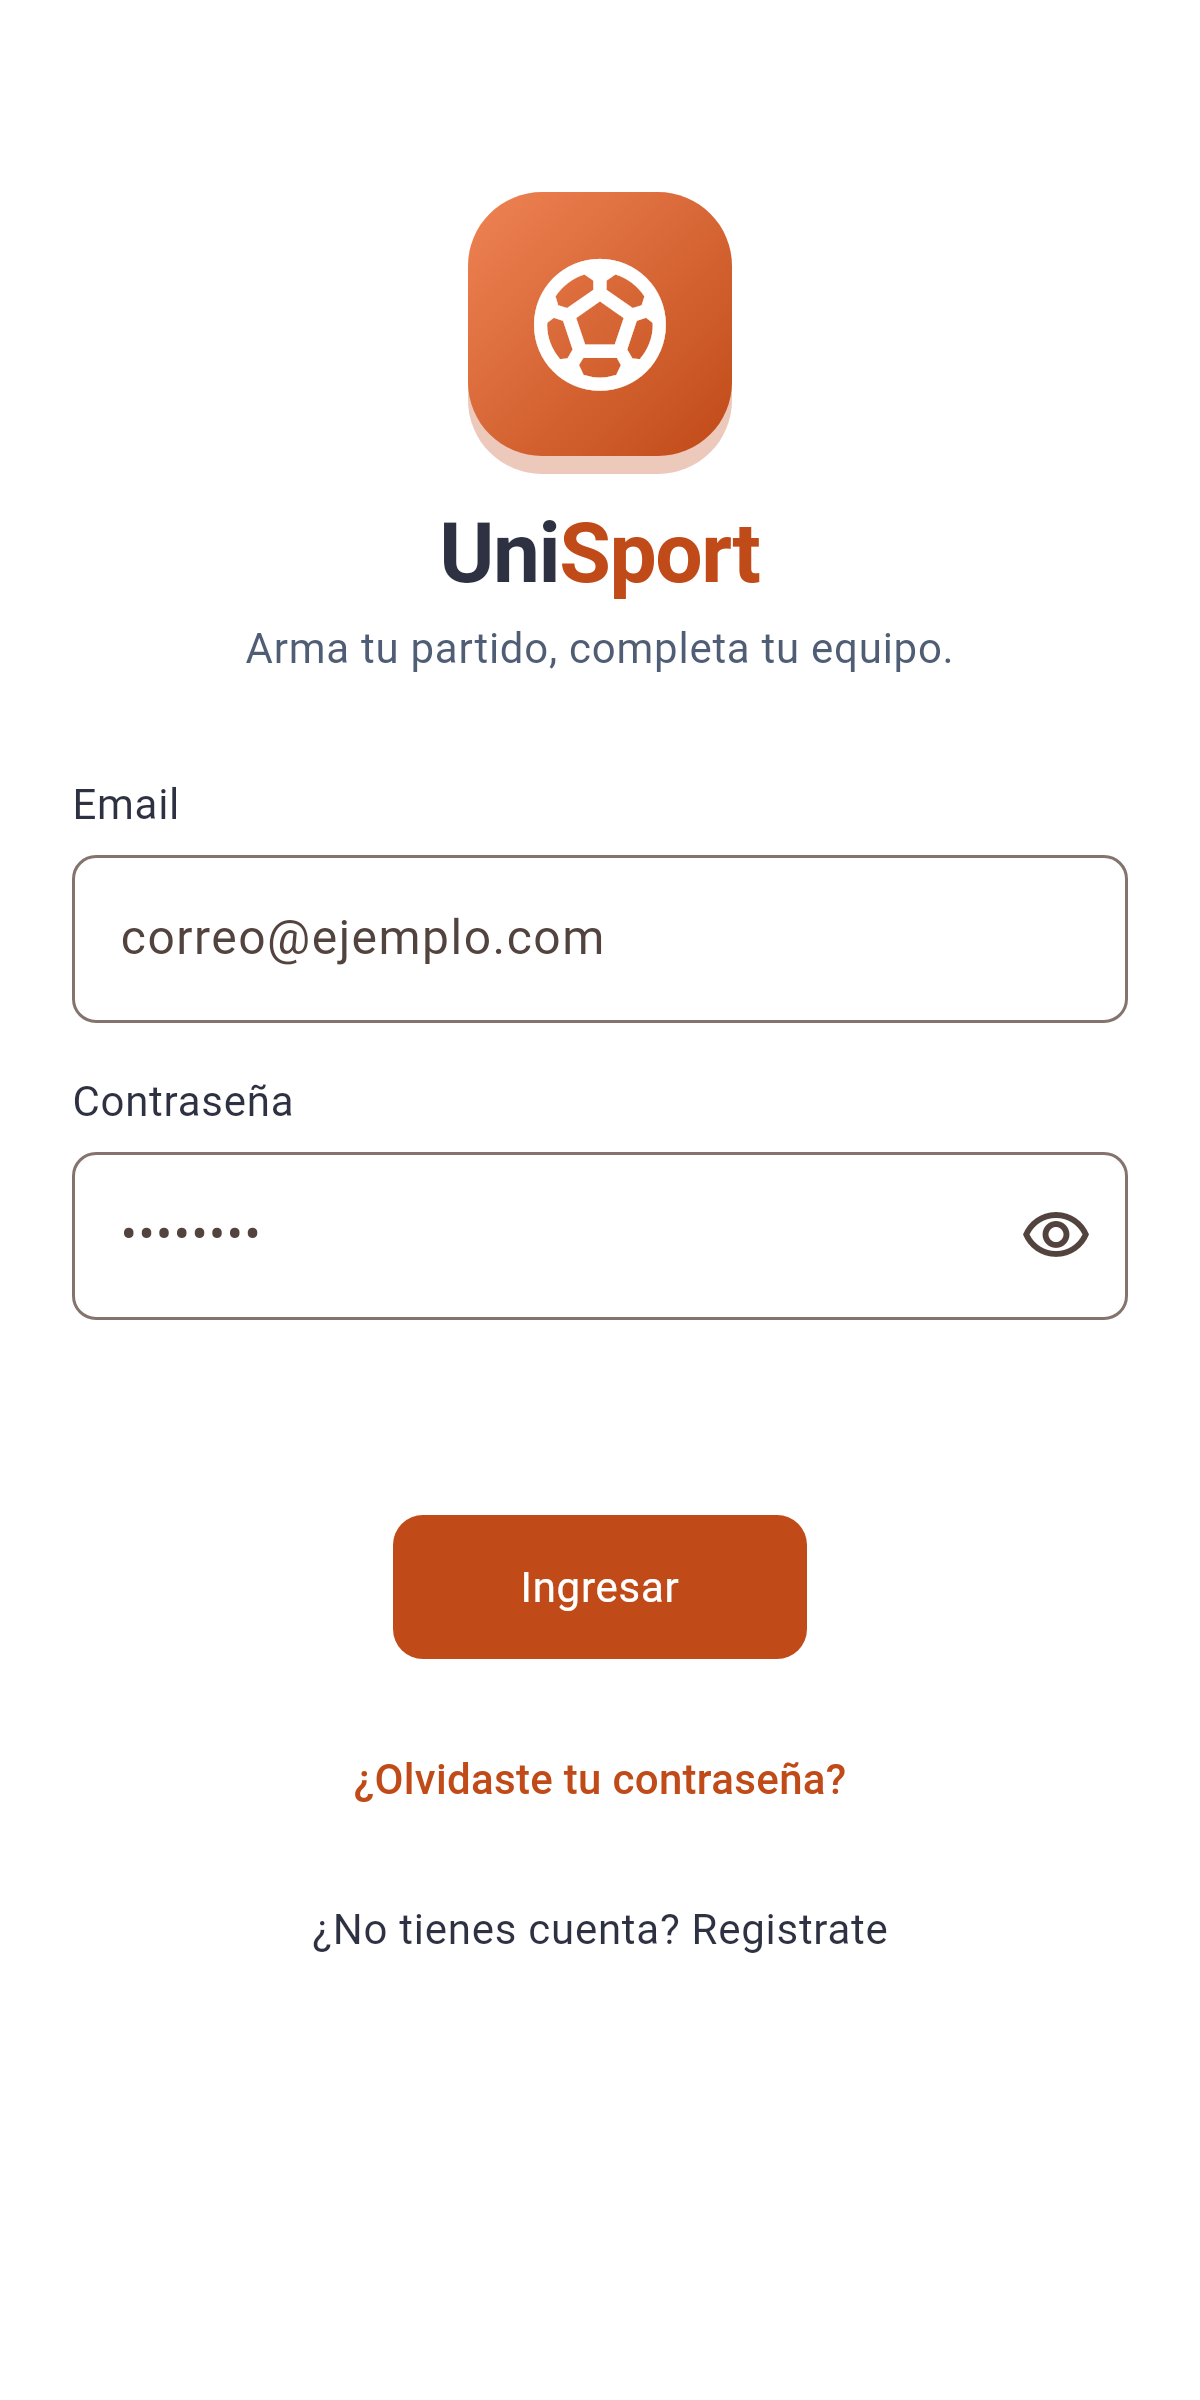 UniSport
Arma tu partido, completa tu equipo.
Email
correo@ejemplo.com
Contraseña
••••••••
Ingresar
¿Olvidaste tu contraseña?
¿No tienes cuenta? Registrate